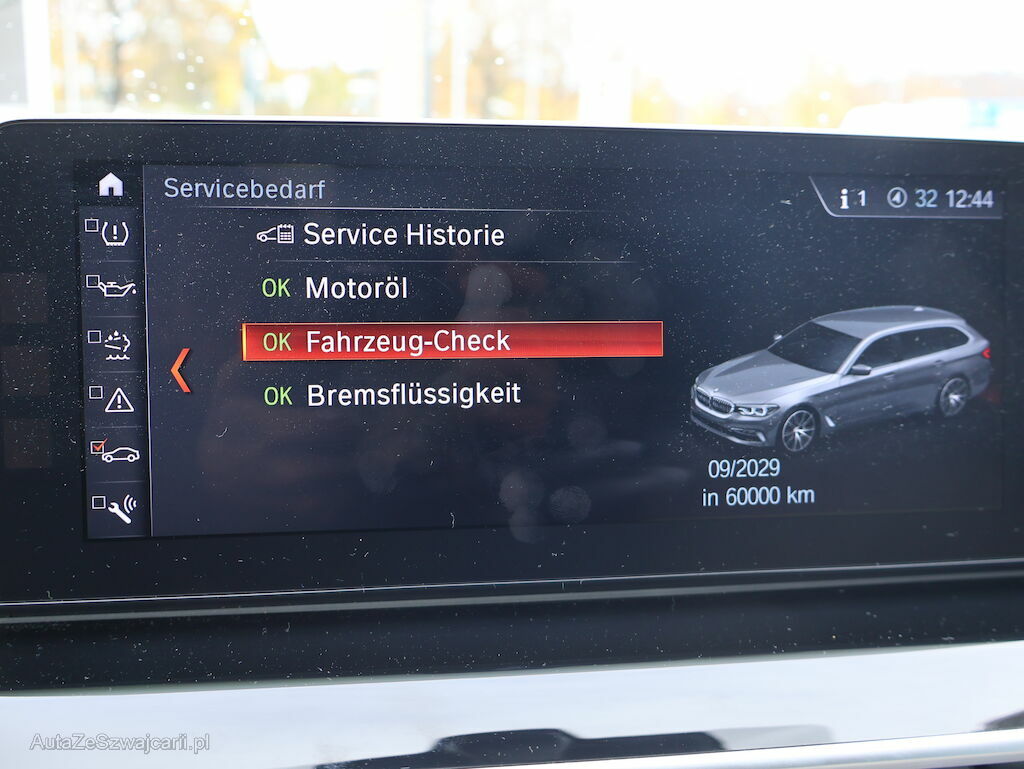 Servicebedarf
i 1 32 12:44
Service Historie
OK Motoröl
OK Fahrzeug-Check
OK Bremsflüssigkeit
09/2029
in 60000 km
AutaZeSzwajcarii.pl